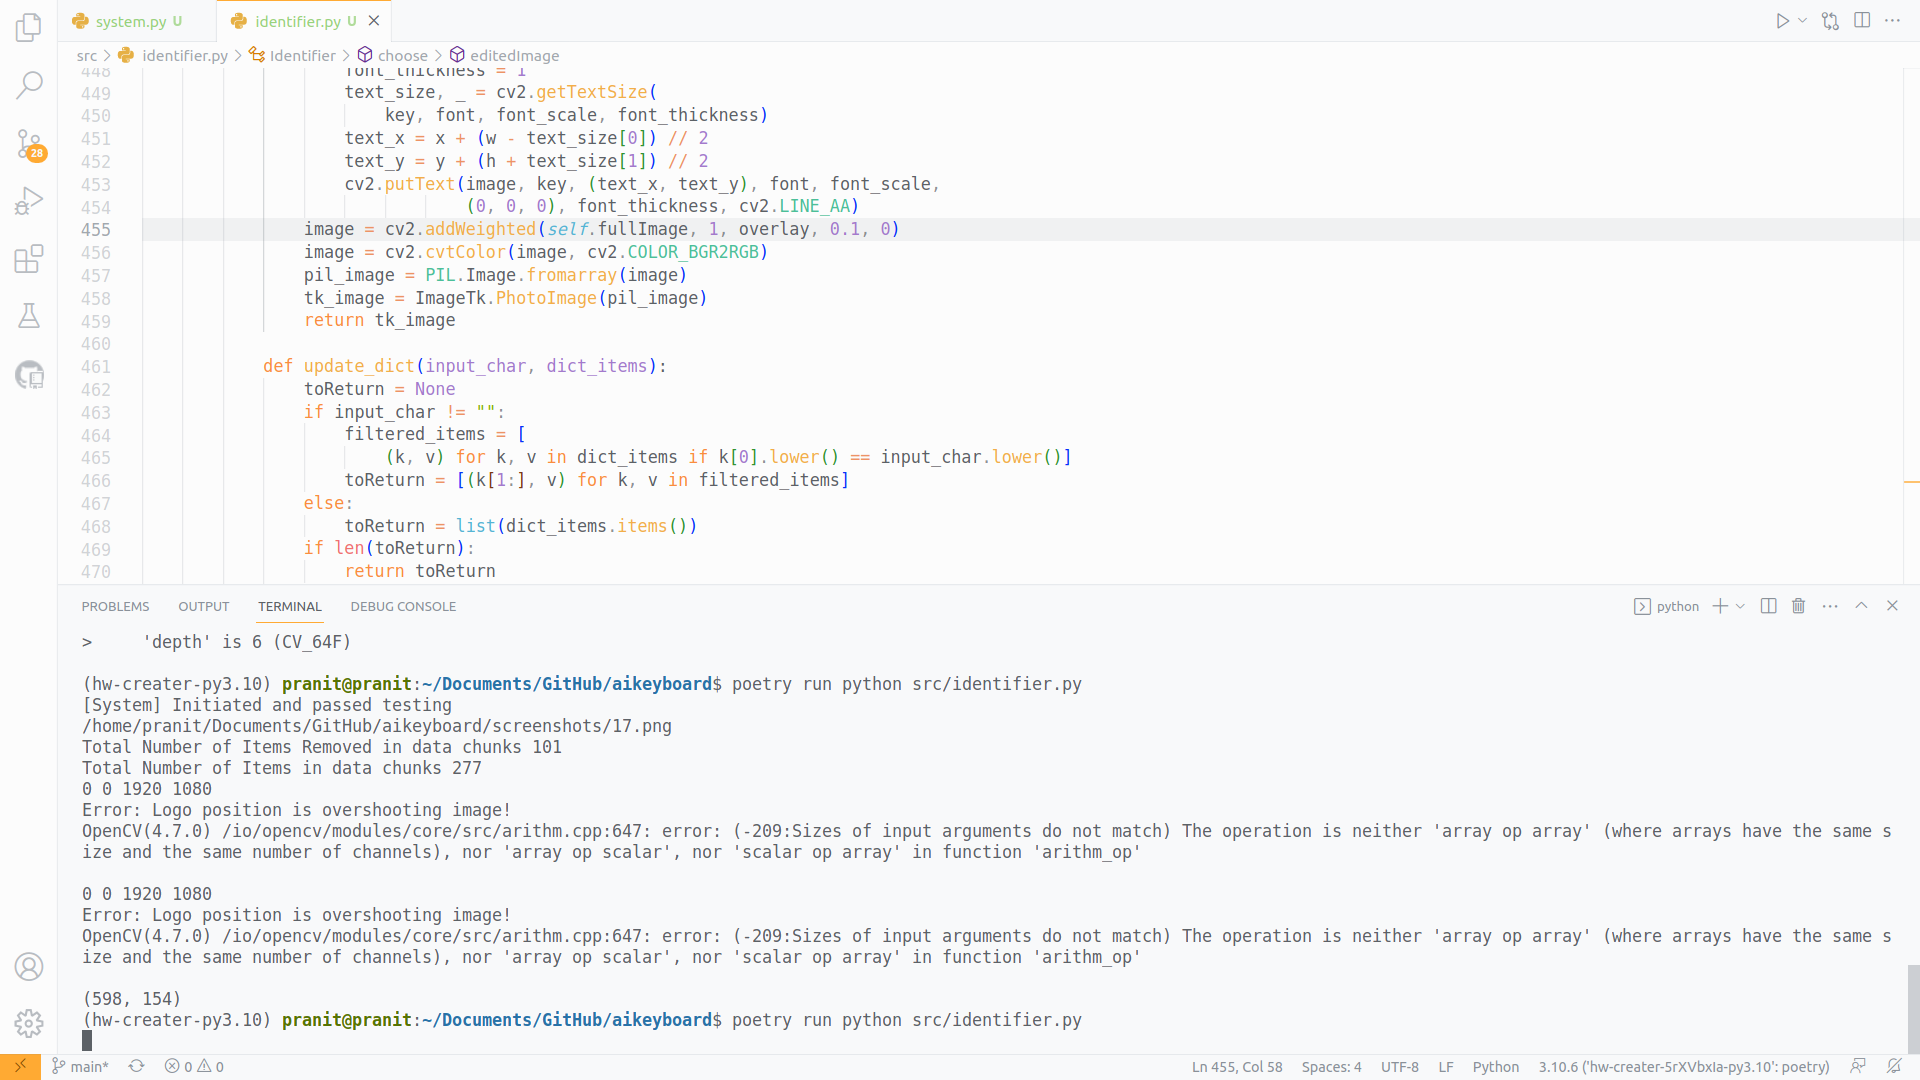 system.py U
identifier.py U
src > identifier.py > Identifier > choose > editedImage
448 font_thickness = 1
449 text_size, _ = cv2.getTextSize(
450 key, font, font_scale, font_thickness)
451 text_x = x + (w - text_size[0]) // 2
452 text_y = y + (h + text_size[1]) // 2
453 cv2.putText(image, key, (text_x, text_y), font, font_scale,
454 (0, 0, 0), font_thickness, cv2.LINE_AA)
455 image = cv2.addWeighted(self.fullImage, 1, overlay, 0.1, 0)
456 image = cv2.cvtColor(image, cv2.COLOR_BGR2RGB)
457 pil_image = PIL.Image.fromarray(image)
458 tk_image = ImageTk.PhotoImage(pil_image)
459 return tk_image
460
461 def update_dict(input_char, dict_items):
462 toReturn = None
463 if input_char != "":
464 filtered_items = [
465 (k, v) for k, v in dict_items if k[0].lower() == input_char.lower()]
466 toReturn = [(k[1:], v) for k, v in filtered_items]
467 else:
468 toReturn = list(dict_items.items())
469 if len(toReturn):
470 return toReturn
28
PROBLEMS OUTPUT TERMINAL DEBUG CONSOLE
python
> 'depth' is 6 (CV_64F)
(hw-creater-py3.10) pranit@pranit:~/Documents/GitHub/aikeyboard$ poetry run python src/identifier.py
[System] Initiated and passed testing
/home/pranit/Documents/GitHub/aikeyboard/screenshots/17.png
Total Number of Items Removed in data chunks 101
Total Number of Items in data chunks 277
0 0 1920 1080
Error: Logo position is overshooting image!
OpenCV(4.7.0) /io/opencv/modules/core/src/arithm.cpp:647: error: (-209:Sizes of input arguments do not match) The operation is neither 'array op array' (where arrays have the same s
ize and the same number of channels), nor 'array op scalar', nor 'scalar op array' in function 'arithm_op'
0 0 1920 1080
Error: Logo position is overshooting image!
OpenCV(4.7.0) /io/opencv/modules/core/src/arithm.cpp:647: error: (-209:Sizes of input arguments do not match) The operation is neither 'array op array' (where arrays have the same s
ize and the same number of channels), nor 'array op scalar', nor 'scalar op array' in function 'arithm_op'
(598, 154)
(hw-creater-py3.10) pranit@pranit:~/Documents/GitHub/aikeyboard$ poetry run python src/identifier.py
main* 0 0 Ln 455, Col 58 Spaces: 4 UTF-8 LF Python 3.10.6 ('hw-creater-5rXVbxIa-py3.10': poetry)